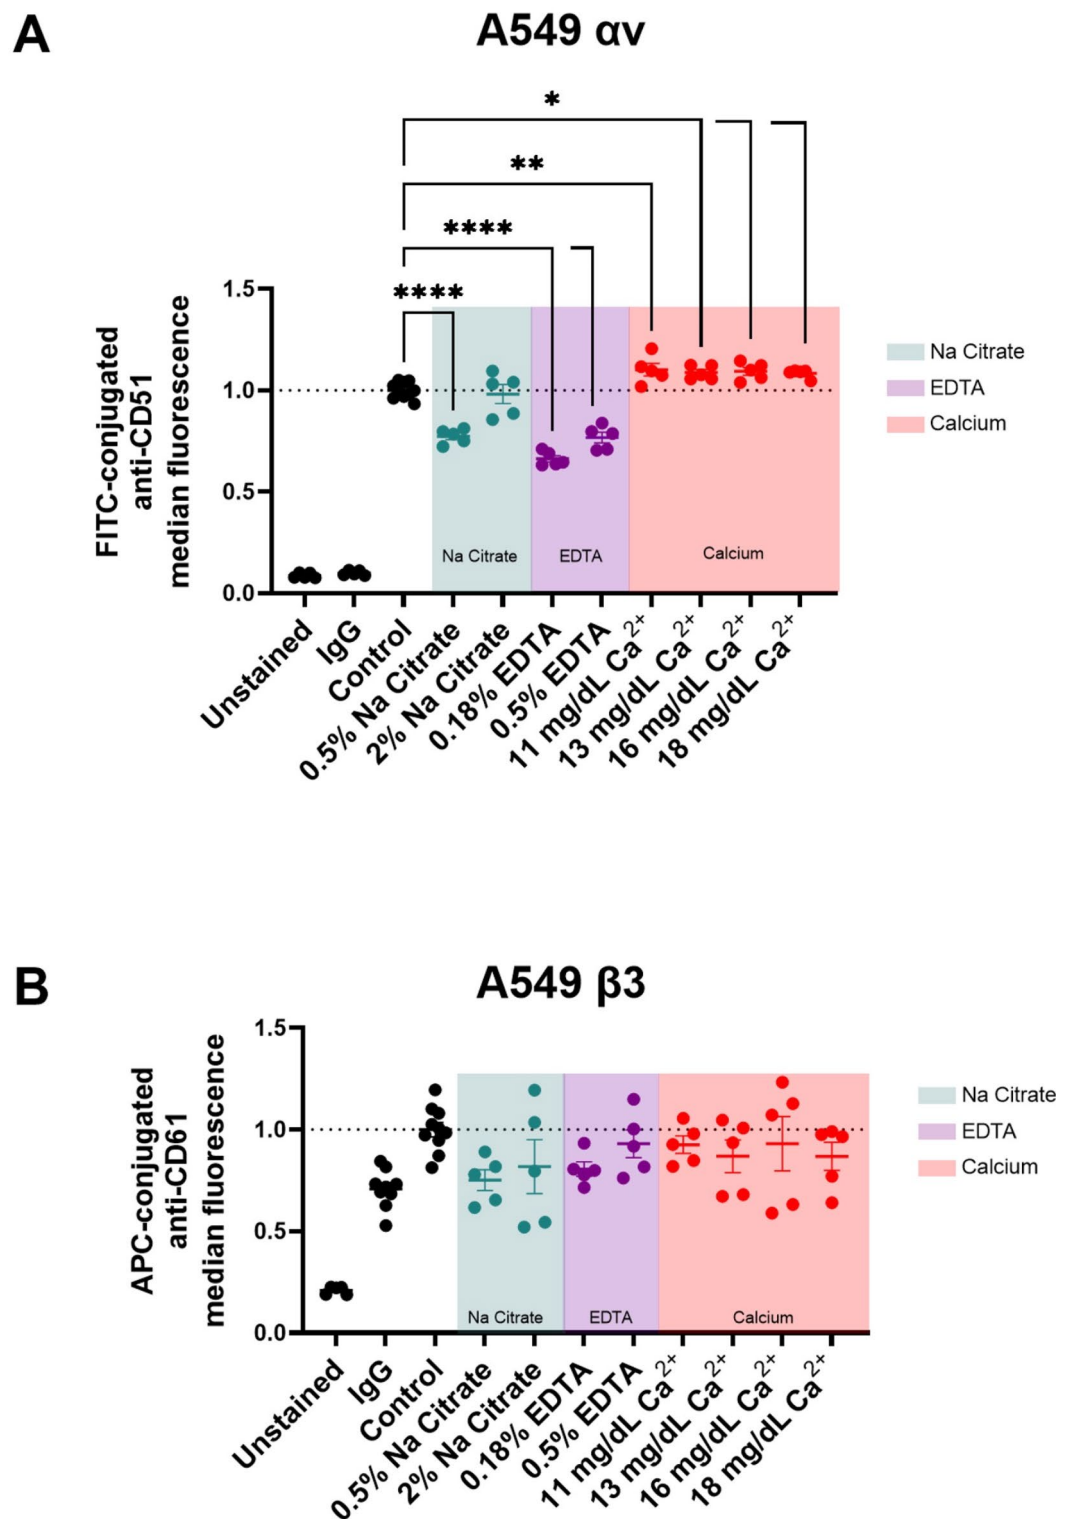 A
A549 αv
*
**
****
****
FITC-conjugated
anti-CD51
median fluorescence
1.5
1.0
0.5
0.0
Na Citrate
EDTA
Calcium
Na Citrate
EDTA
Calcium
Unstained
IgG
Control
0.5% Na Citrate
2% Na Citrate
0.18% EDTA
0.5% EDTA
11 mg/dL Ca²⁺
13 mg/dL Ca²⁺
16 mg/dL Ca²⁺
18 mg/dL Ca²⁺
B
A549 β3
APC-conjugated
anti-CD61
median fluorescence
1.5
1.0
0.5
0.0
Na Citrate
EDTA
Calcium
Na Citrate
EDTA
Calcium
Unstained
IgG
Control
0.5% Na Citrate
2% Na Citrate
0.18% EDTA
0.5% EDTA
11 mg/dL Ca²⁺
13 mg/dL Ca²⁺
16 mg/dL Ca²⁺
18 mg/dL Ca²⁺